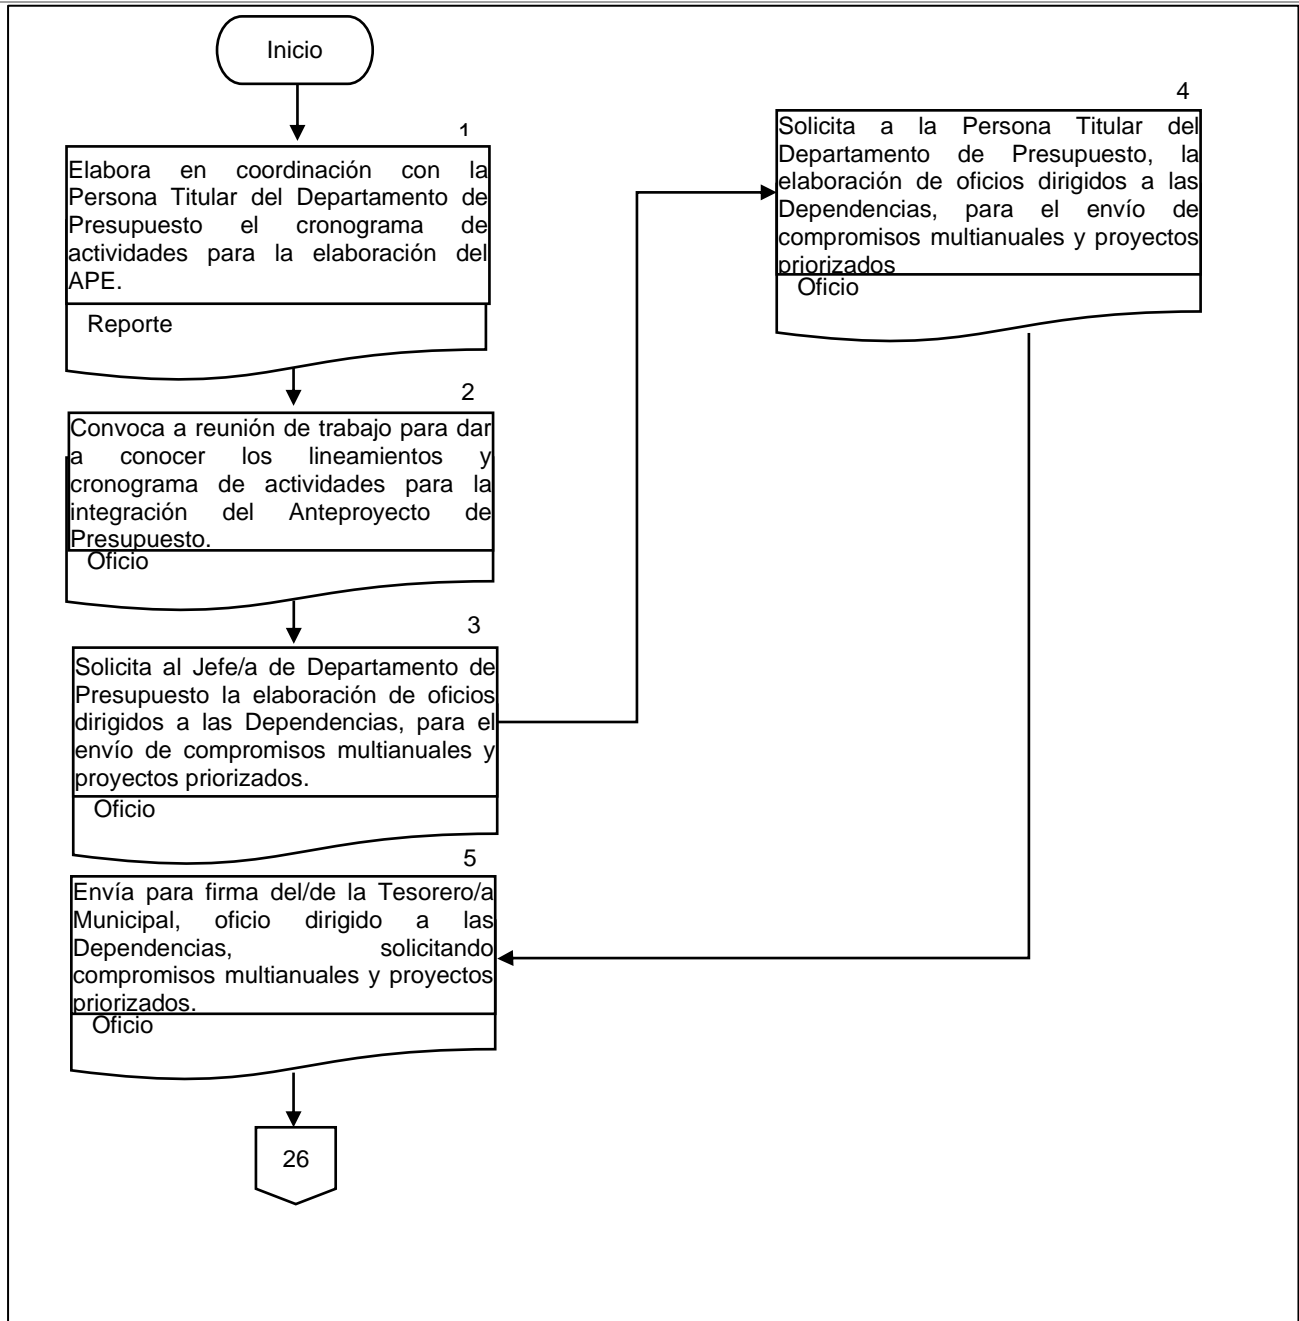 Inicio
1
Elabora en coordinación con la
Persona Titular del Departamento de
Presupuesto el cronograma de
actividades para la elaboración del
APE.
Reporte
2
Convoca a reunión de trabajo para dar
a conocer los lineamientos y
cronograma de actividades para la
integración del Anteproyecto de
Presupuesto.
Oficio
3
Solicita al Jefe/a de Departamento de
Presupuesto la elaboración de oficios
dirigidos a las Dependencias, para el
envío de compromisos multianuales y
proyectos priorizados.
Oficio
4
Solicita a la Persona Titular del
Departamento de Presupuesto, la
elaboración de oficios dirigidos a las
Dependencias, para el envío de
compromisos multianuales y proyectos
priorizados
Oficio
5
Envía para firma del/de la Tesorero/a
Municipal, oficio dirigido a las
Dependencias, solicitando
compromisos multianuales y proyectos
priorizados.
Oficio
26